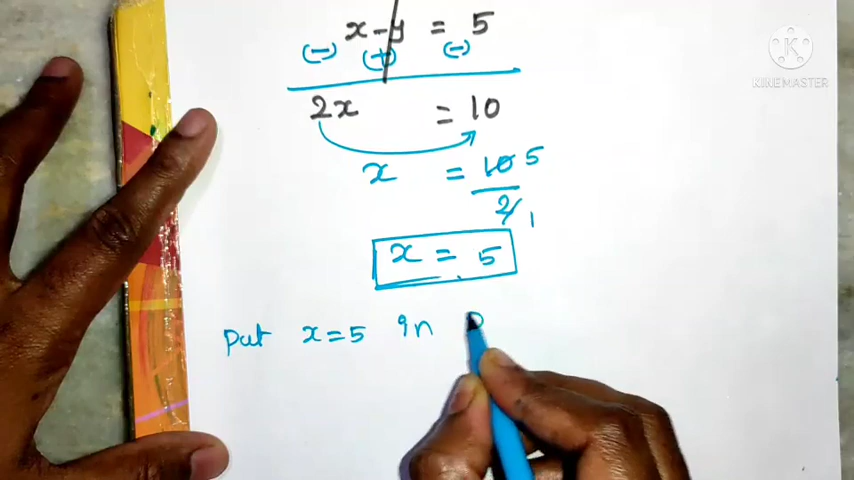 x - y = 5
(-) (+) (-)
2x = 10
x = 10 5
2 1
x = 5
Put x = 5 in
KINEMASTER